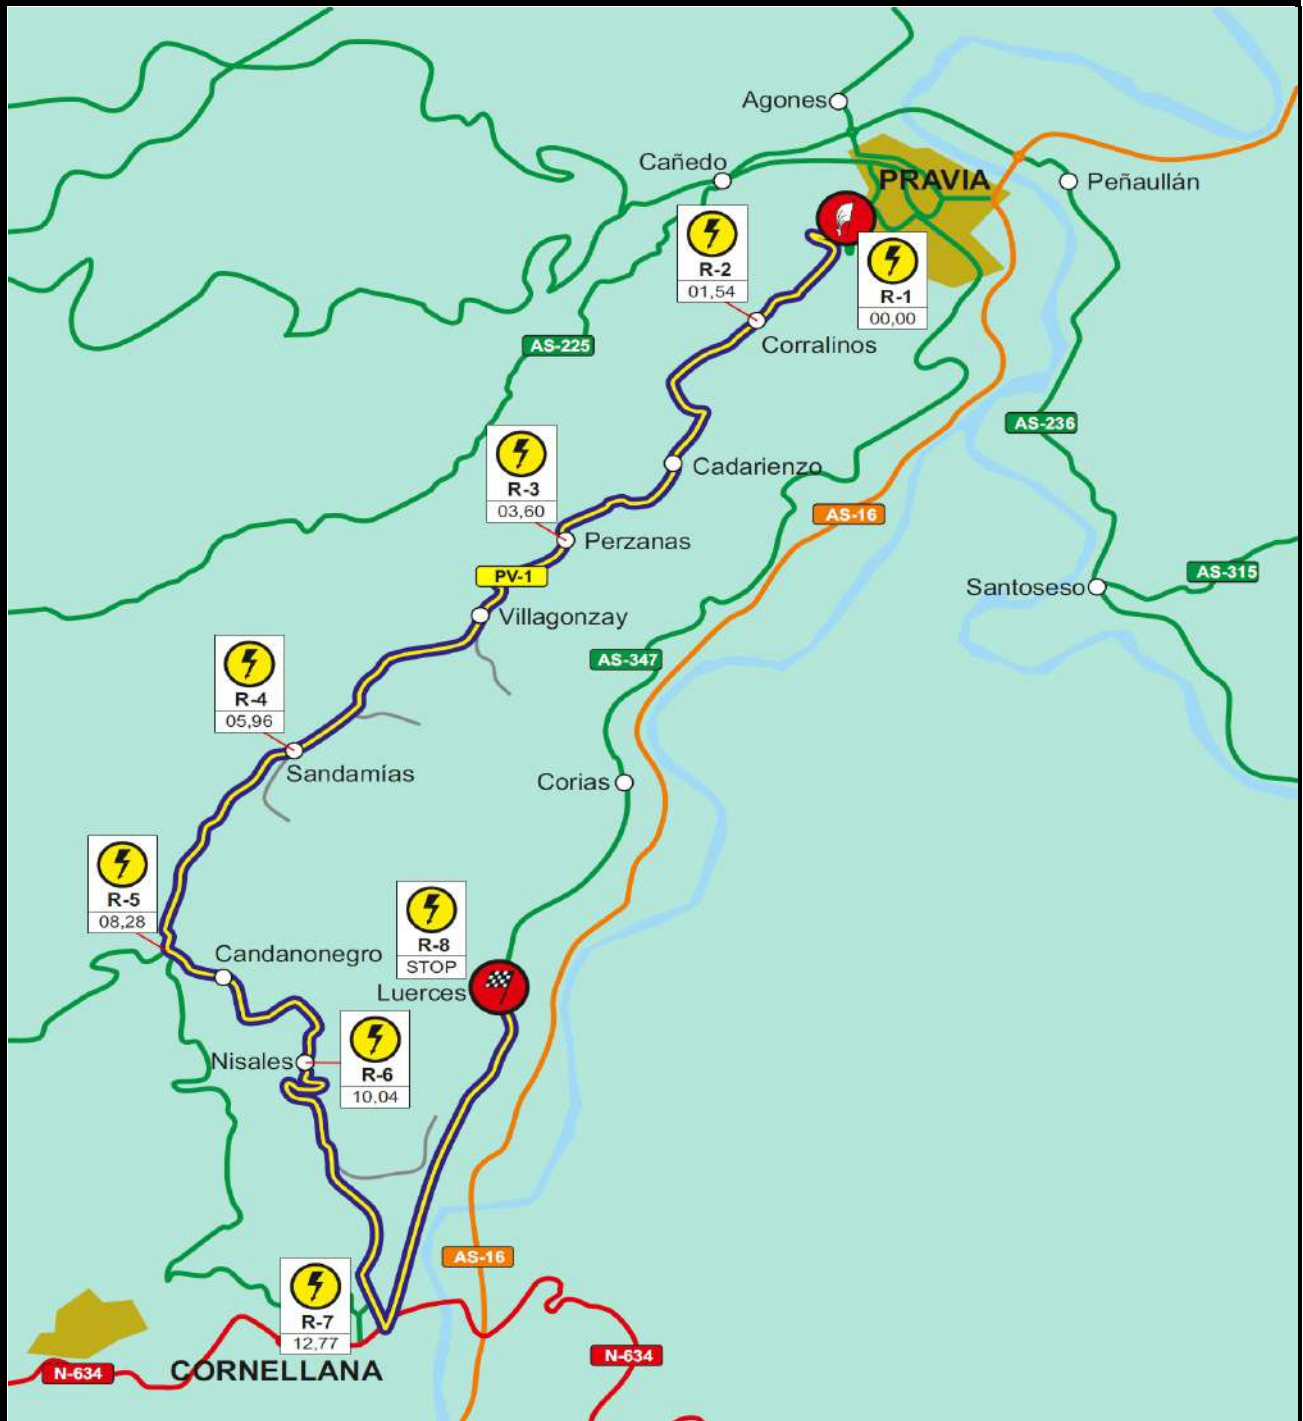 Agones
Cañedo
PRAVIA
Peñaullán
R-2
01,54
R-1
00,00
AS-225
Corralinos
AS-236
R-3
03,60
Cadarienzo
AS-16
Perzanas
PV-1
AS-315
Santoseso
Villagonzay
AS-347
R-4
05,96
Sandamías
Corias
R-5
08,28
R-8
STOP
Candanonegro
Luerces
Nisales
R-6
10,04
AS-16
R-7
12,77
N-634
N-634
CORNELLANA